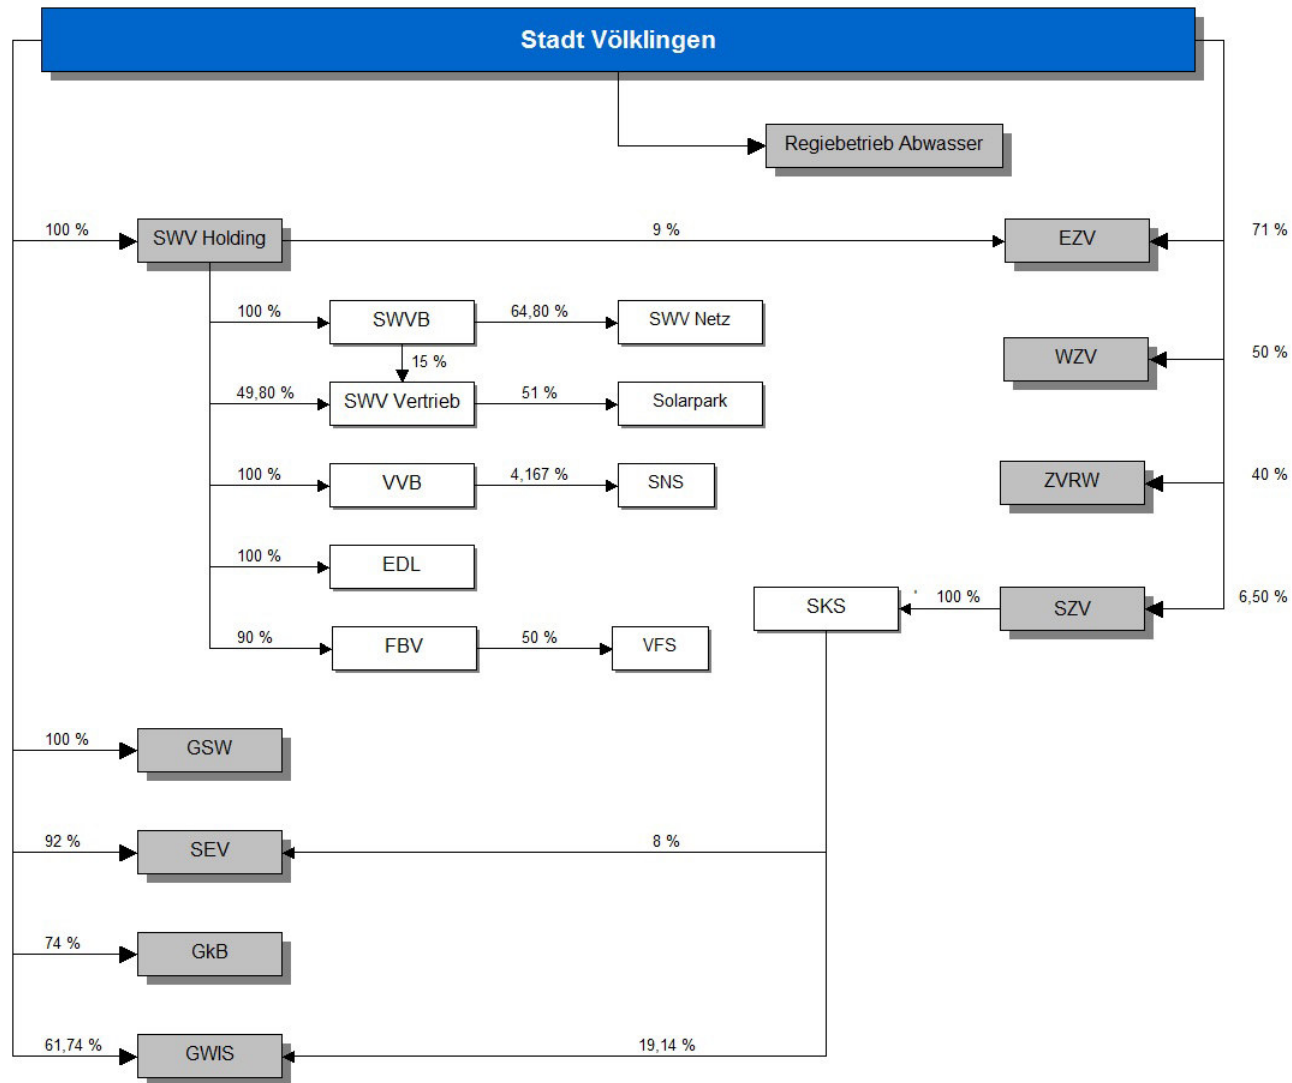 Stadt Völklingen
Regiebetrieb Abwasser
100 %
SWV Holding
9 %
EZV
71 %
100 %
SWVB
64,80 %
SWV Netz
15 %
WZV
50 %
49,80 %
SWV Vertrieb
51 %
Solarpark
100 %
VVB
4,167 %
SNS
ZVRW
40 %
100 %
EDL
SKS
100 %
SZV
6,50 %
90 %
FBV
50 %
VFS
100 %
GSW
92 %
SEV
8 %
74 %
GkB
61,74 %
GWIS
19,14 %